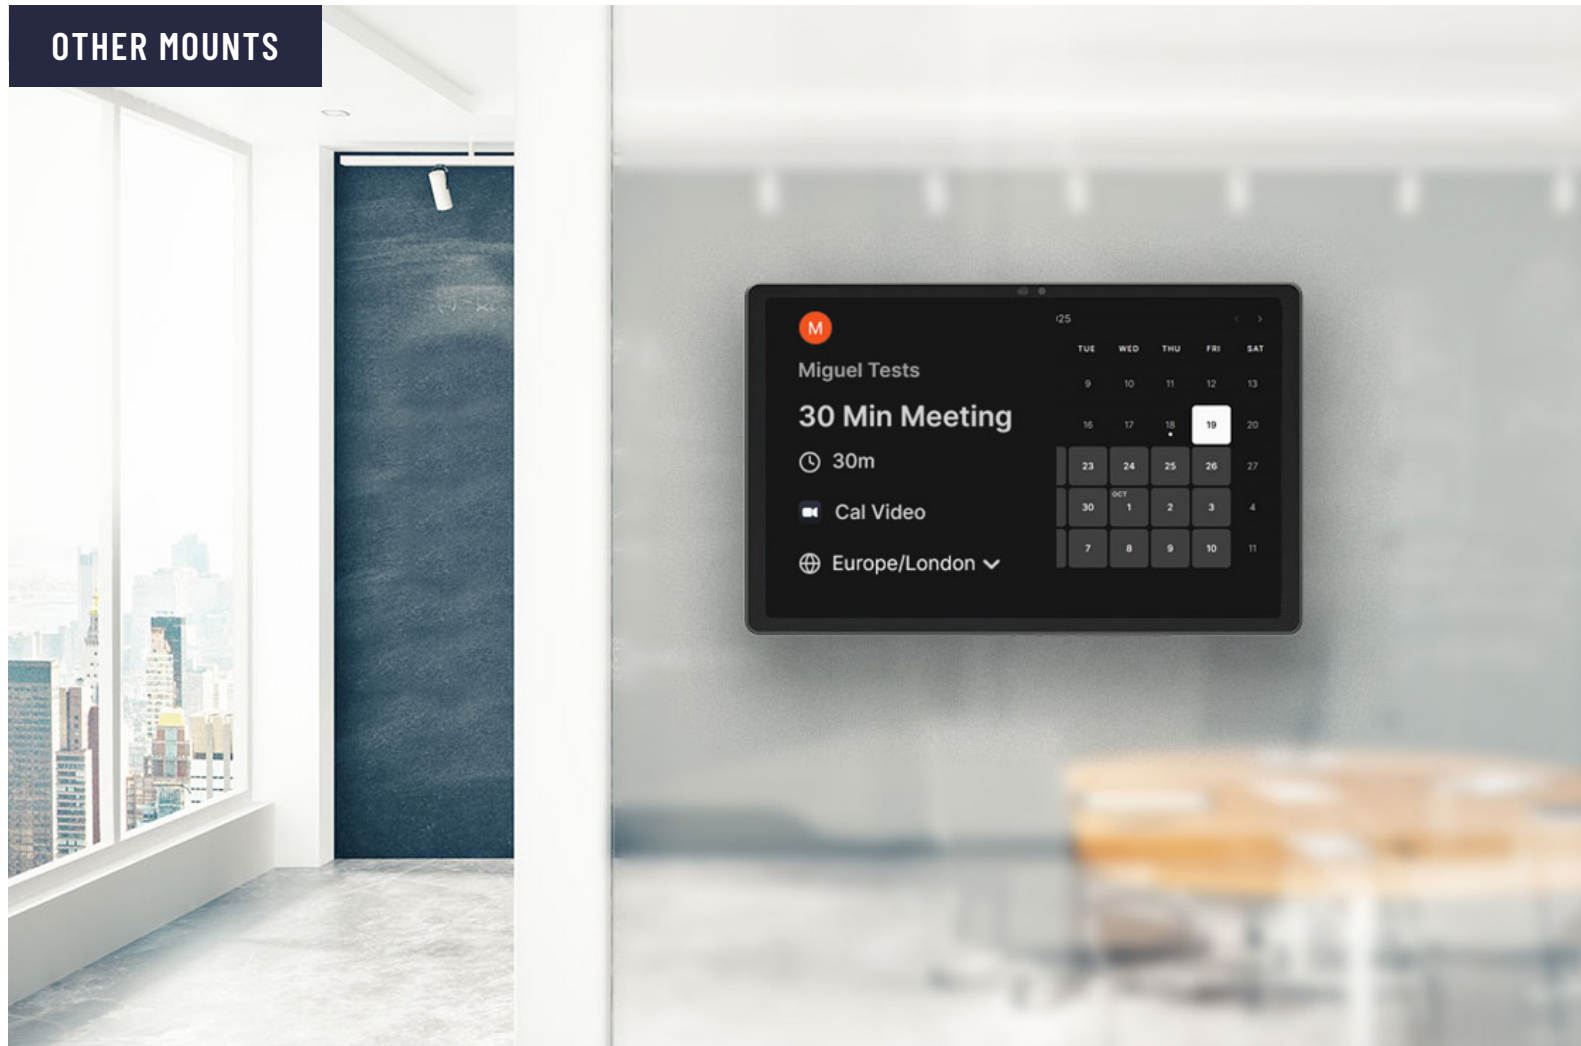 OTHER MOUNTS
M
Miguel Tests
30 Min Meeting
30m
Cal Video
Europe/London
025
TUE WED THU FRI SAT
9 10 11 12 13
16 17 18 19 20
23 24 25 26 27
OCT
30 1 2 3 4
7 8 9 10 11